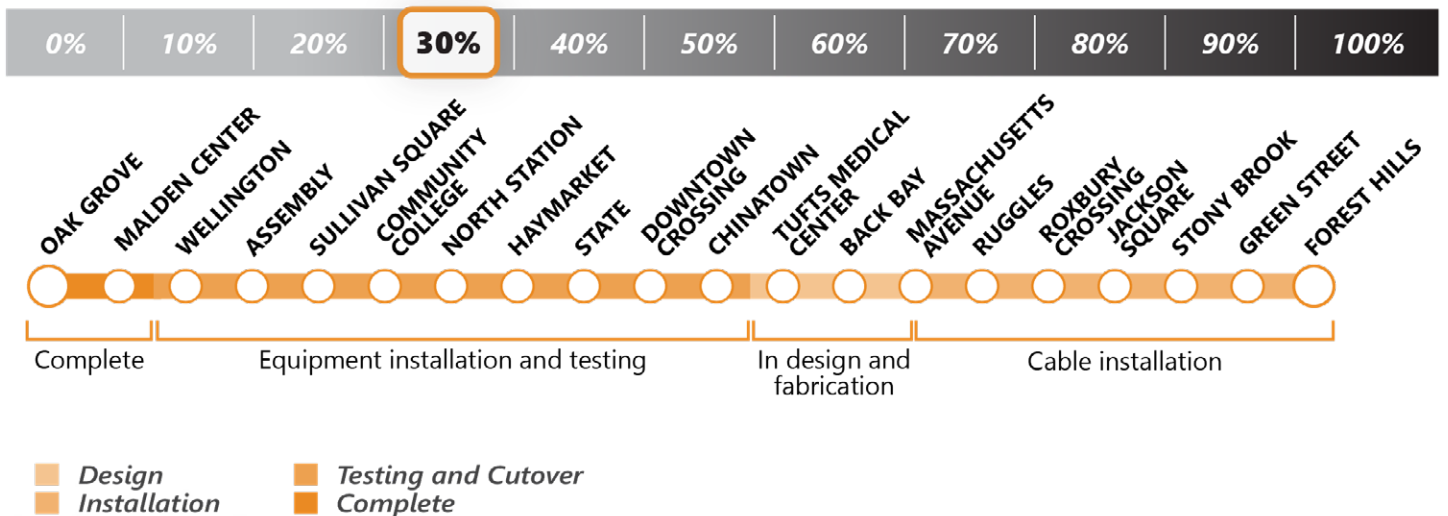 0% 10% 20% 30% 40% 50% 60% 70% 80% 90% 100%
OAK GROVE
MALDEN CENTER
WELLINGTON
ASSEMBLY
SULLIVAN SQUARE
COMMUNITY
COLLEGE
NORTH STATION
HAYMARKET
STATE
DOWNTOWN
CROSSING
CHINATOWN
TUFTS MEDICAL
CENTER
BACK BAY
MASSACHUSETTS
AVENUE
RUGGLES
ROXBURY
CROSSING
JACKSON
SQUARE
STONY BROOK
GREEN STREET
FOREST HILLS
Complete
Equipment installation and testing
In design and
fabrication
Cable installation
Design
Installation
Testing and Cutover
Complete